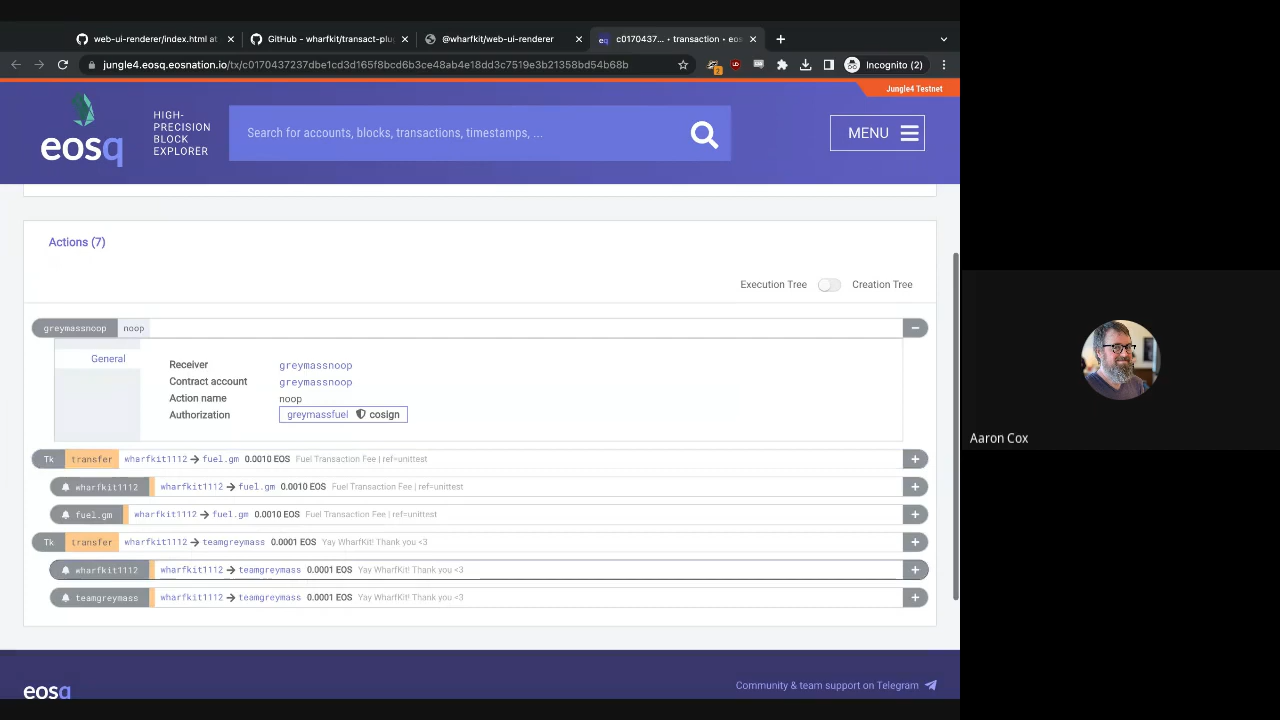 web-ui-renderer/index.html at
GitHub - wharfkit/transact-plu
@wharfkit/web-ui-renderer
eq c0170437... • transaction • eos
jungle4.eosq.eosnation.io/tx/c0170437237dbe1cd3d165f8bcd6b3ce48ab4e18dd3c7519e3b21358bd54b68b
2
Incognito (2)
Jungle4 Testnet
eosq
HIGH-
PRECISION
BLOCK
EXPLORER
Search for accounts, blocks, transactions, timestamps, ...
MENU
Actions (7)
Execution Tree Creation Tree
greymassnoop noop
General
Receiver greymassnoop
Contract account greymassnoop
Action name noop
Authorization greymassfuel cosign
Tk transfer wharfkit1112 → fuel.gm 0.0010 EOS Fuel Transaction Fee | ref=unittest
wharfkit1112 wharfkit1112 → fuel.gm 0.0010 EOS Fuel Transaction Fee | ref=unittest
fuel.gm wharfkit1112 → fuel.gm 0.0010 EOS Fuel Transaction Fee | ref=unittest
Tk transfer wharfkit1112 → teamgreymass 0.0001 EOS Yay WharfKit! Thank you <3
wharfkit1112 wharfkit1112 → teamgreymass 0.0001 EOS Yay WharfKit! Thank you <3
teamgreymass wharfkit1112 → teamgreymass 0.0001 EOS Yay WharfKit! Thank you <3
Aaron Cox
eosq
Community & team support on Telegram